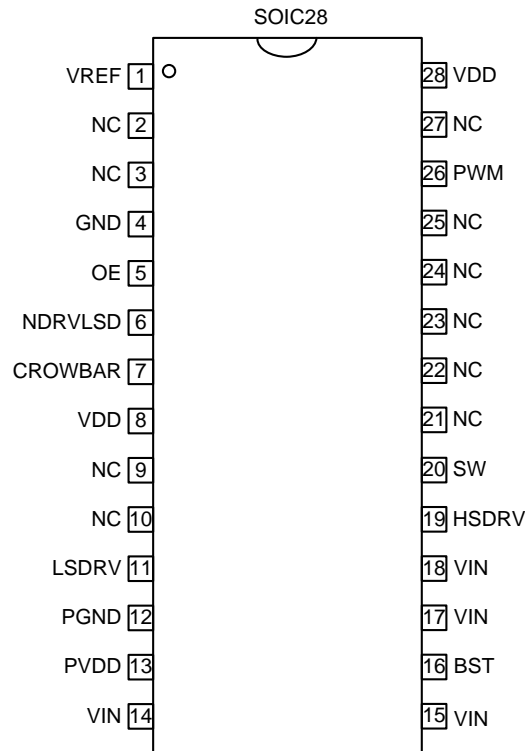 SOIC28
VREF 1
28 VDD
NC 2
27 NC
NC 3
26 PWM
GND 4
25 NC
OE 5
24 NC
NDRVLSD 6
23 NC
CROWBAR 7
22 NC
VDD 8
21 NC
NC 9
20 SW
NC 10
19 HSDRV
LSDRV 11
18 VIN
PGND 12
17 VIN
PVDD 13
16 BST
VIN 14
15 VIN